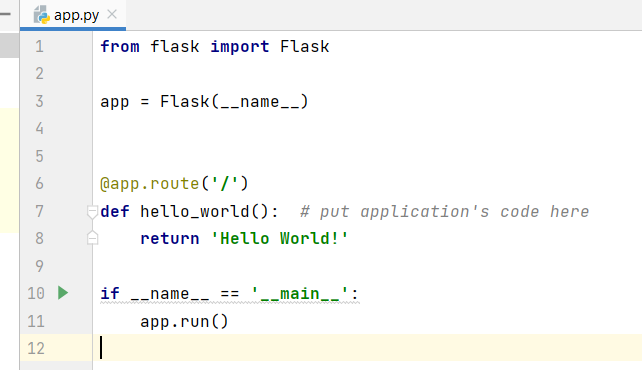 app.py
1 from flask import Flask
2
3 app = Flask(__name__)
4
5
6 @app.route('/')
7 def hello_world():  # put application's code here
8     return 'Hello World!'
9
10 if __name__ == '__main__':
11     app.run()
12